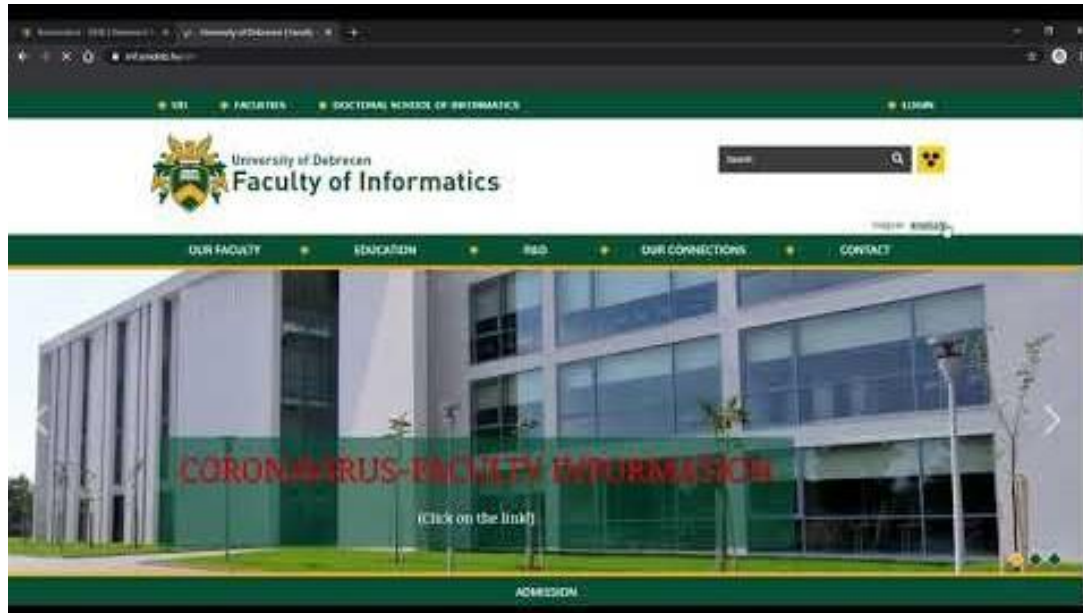 FACULTIES
DOCTORAL SCHOOL OF INFORMATICS
LOGIN
University of Debrecen
Faculty of Informatics
Search
OUR FACULTY
EDUCATION
R&D
OUR CONNECTIONS
CONTACT
CORONAVIRUS-FACULTY INFORMATION
(Click on the link!)
ADMISSION